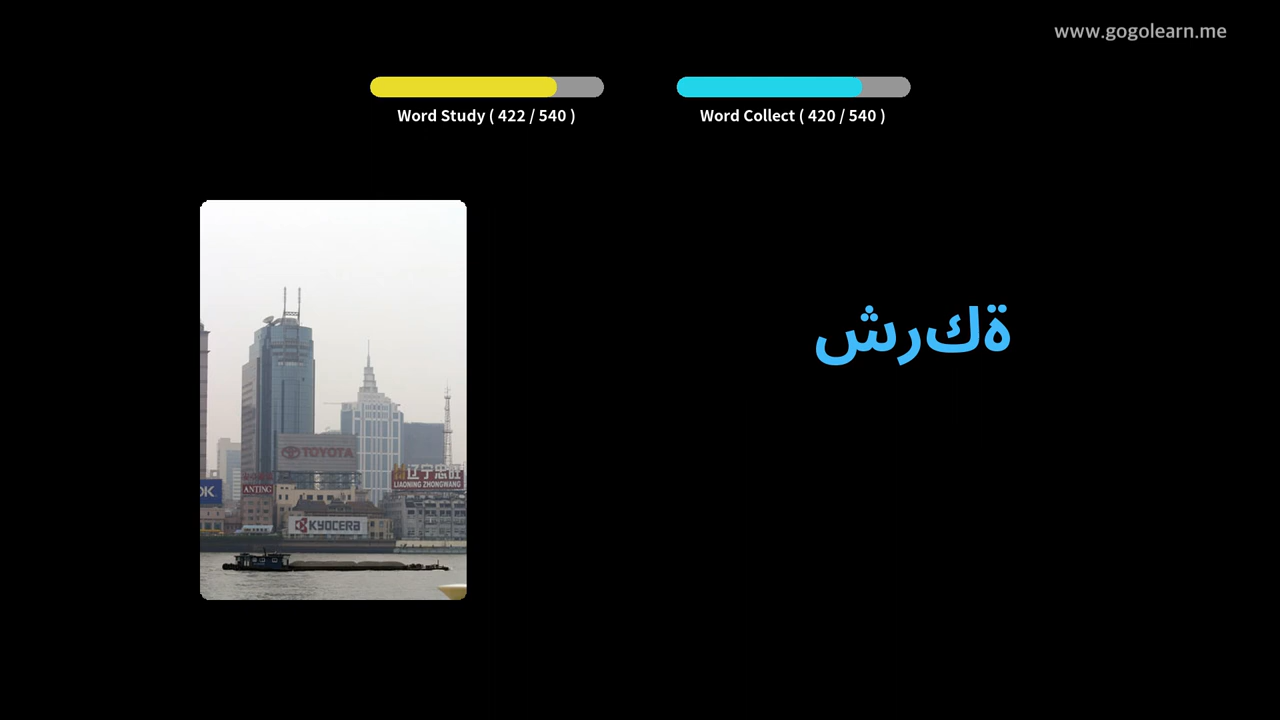 www.gogolearn.me
Word Study ( 422 / 540 )
Word Collect ( 420 / 540 )
شركة
TOYOTA
辽宁忠旺
LIAONING ZHONGWANG
ANTING
KYOCERA